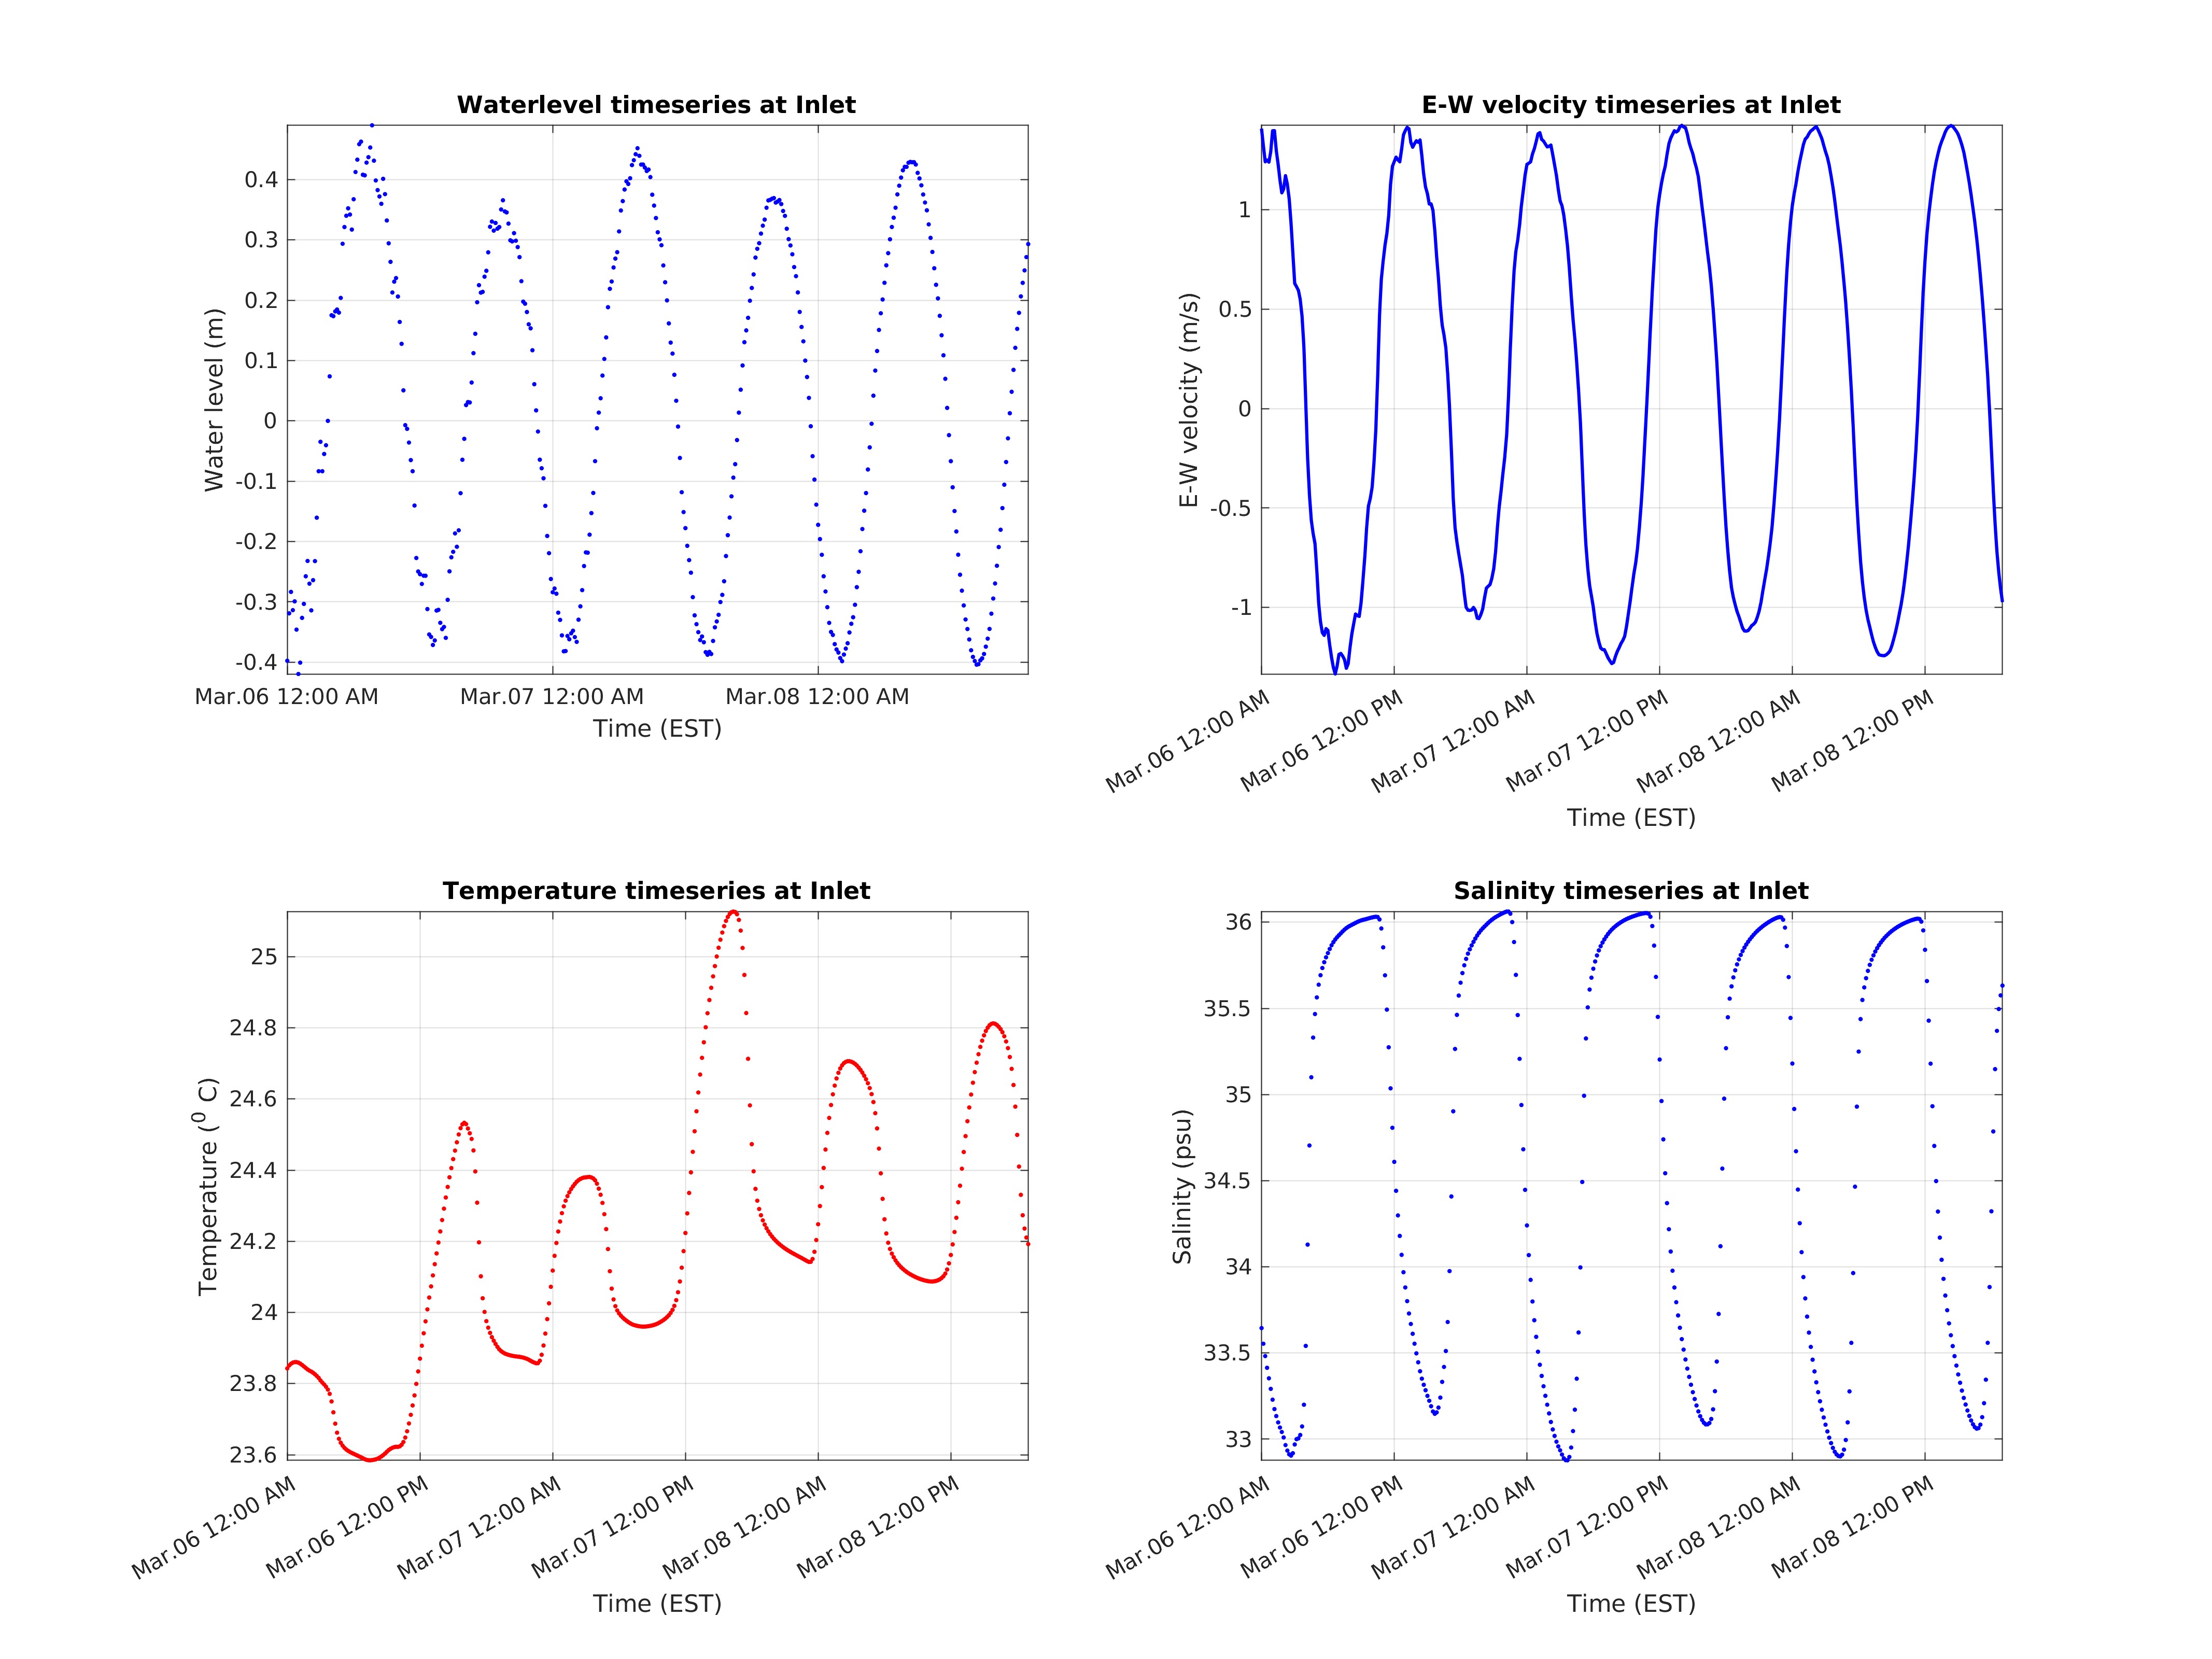 Waterlevel timeseries at Inlet
0.4
0.3
0.2
0.1
0
-0.1
-0.2
-0.3
-0.4
Water level (m)
Mar.06 12:00 AM
Mar.07 12:00 AM
Mar.08 12:00 AM
Time (EST)
E-W velocity timeseries at Inlet
1
0.5
0
-0.5
-1
E-W velocity (m/s)
Mar.06 12:00 AM
Mar.06 12:00 PM
Mar.07 12:00 AM
Mar.07 12:00 PM
Mar.08 12:00 AM
Mar.08 12:00 PM
Time (EST)
Temperature timeseries at Inlet
25
24.8
24.6
24.4
24.2
24
23.8
23.6
Temperature (⁰ C)
Mar.06 12:00 AM
Mar.06 12:00 PM
Mar.07 12:00 AM
Mar.07 12:00 PM
Mar.08 12:00 AM
Mar.08 12:00 PM
Time (EST)
Salinity timeseries at Inlet
36
35.5
35
34.5
34
33.5
33
Salinity (psu)
Mar.06 12:00 AM
Mar.06 12:00 PM
Mar.07 12:00 AM
Mar.07 12:00 PM
Mar.08 12:00 AM
Mar.08 12:00 PM
Time (EST)